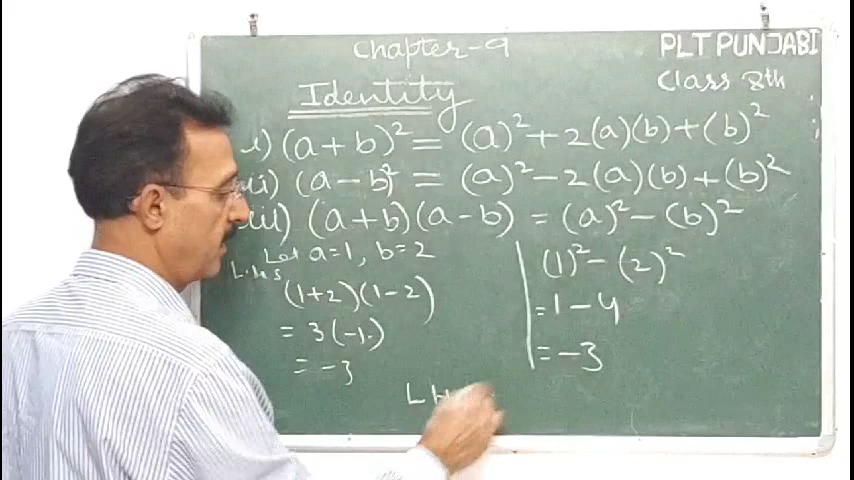 Chapter-9
PLT PUNJABI
Class 8th
Identity
i) (a+b)² = (a)² + 2(a)(b) + (b)²
ii) (a-b)² = (a)² - 2(a)(b) + (b)²
iii) (a+b)(a-b) = (a)² - (b)²
Let a=1, b=2
L.H.S
(1+2)(1-2)
= 3(-1)
= -3
(1)² - (2)²
= 1 - 4
= -3
LH